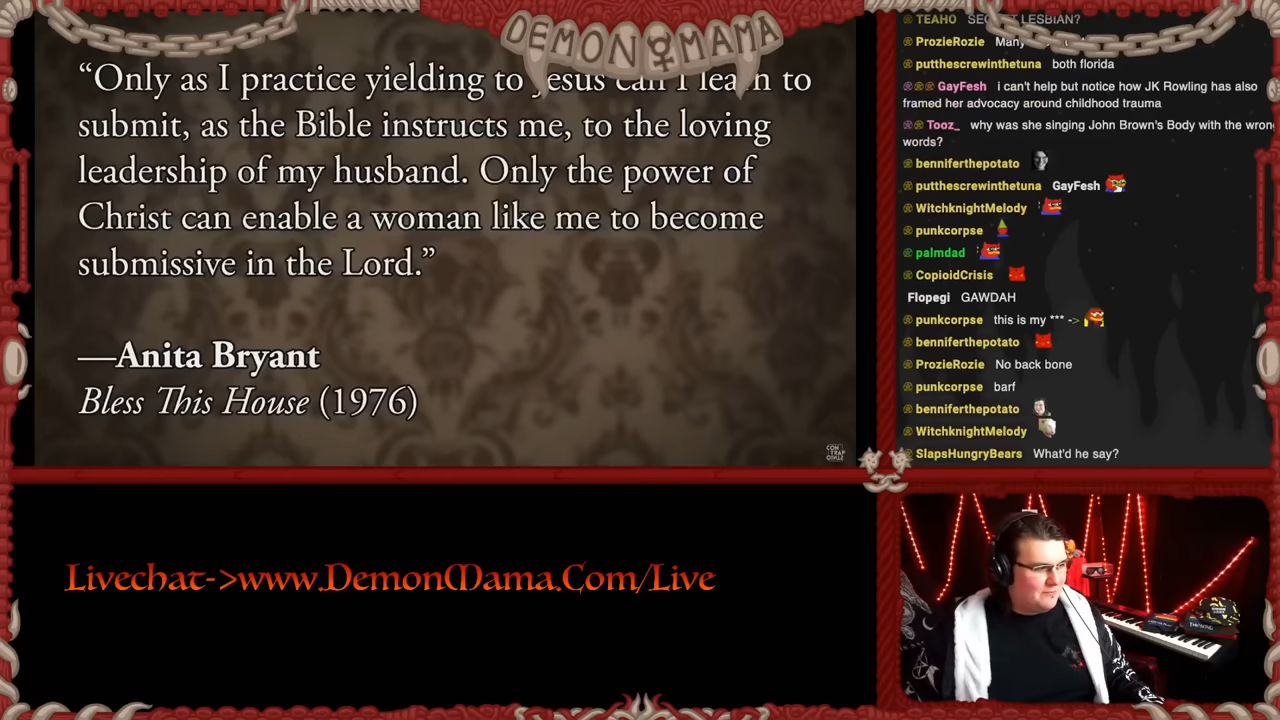 DEMON MAMA
“Only as I practice yielding to Jesus can I learn to
submit, as the Bible instructs me, to the loving
leadership of my husband. Only the power of
Christ can enable a woman like me to become
submissive in the Lord.”
—Anita Bryant
Bless This House (1976)
CON
TRAP
OINTS
TEAHO SECRET LESBIAN?
ProzieRozie Many
putthescrewinthetuna both florida
GayFesh i can't help but notice how JK Rowling has also
framed her advocacy around childhood trauma
Tooz_ why was she singing John Brown's Body with the wrong
words?
benniferthepotato
putthescrewinthetuna GayFesh
WitchknightMelody
punkcorpse
palmdad
CopioidCrisis
Flopegi GAWDAH
punkcorpse this is my *** ->
benniferthepotato
ProzieRozie No back bone
punkcorpse barf
benniferthepotato
WitchknightMelody
SlapsHungryBears What'd he say?
Livechat->www.DemonMama.Com/Live